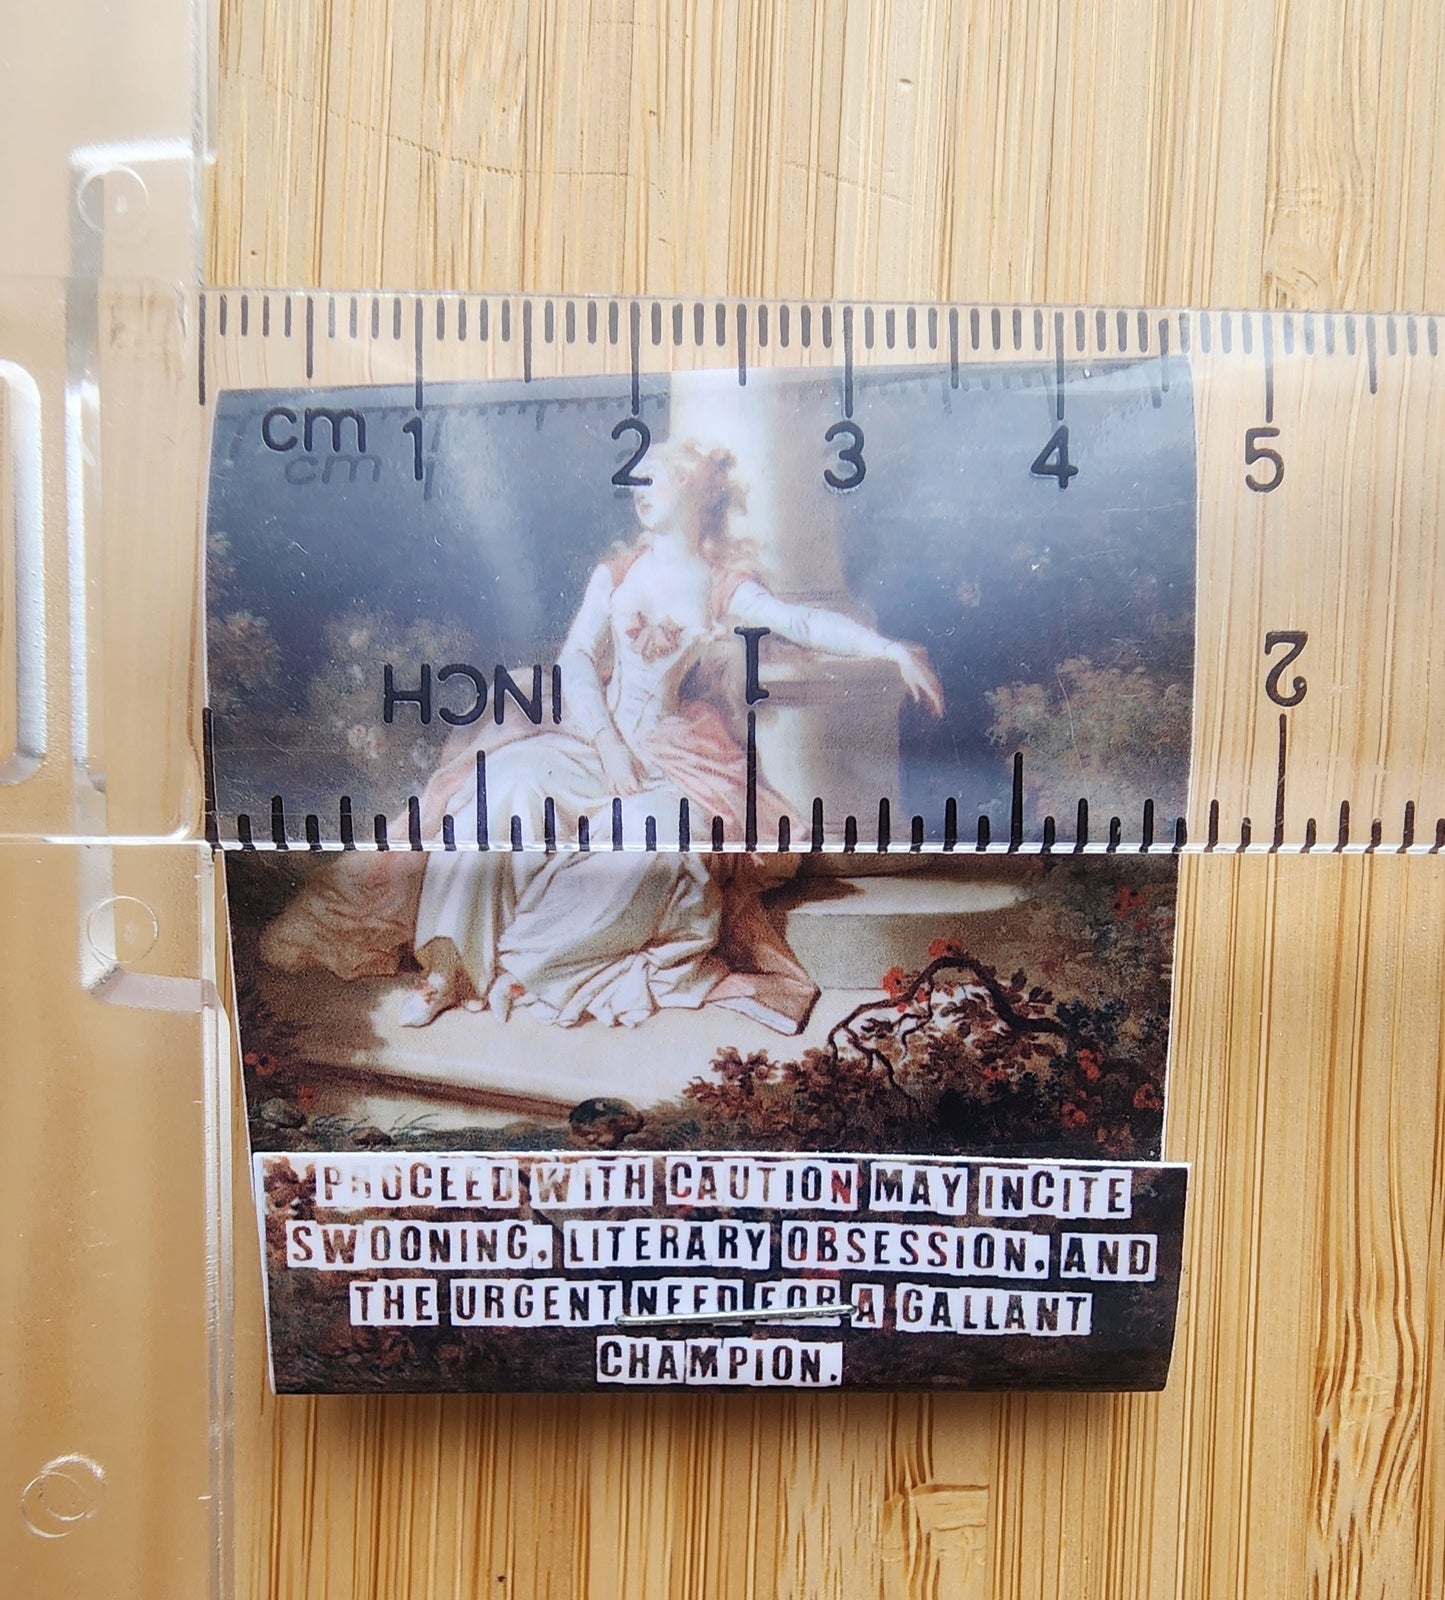 cm 1 2 3 4 5
INCH 1 2
PROCEED WITH CAUTION MAY INCITE
SWOONING, LITERARY OBSESSION, AND
THE URGENT NEED FOR A GALLANT
CHAMPION.